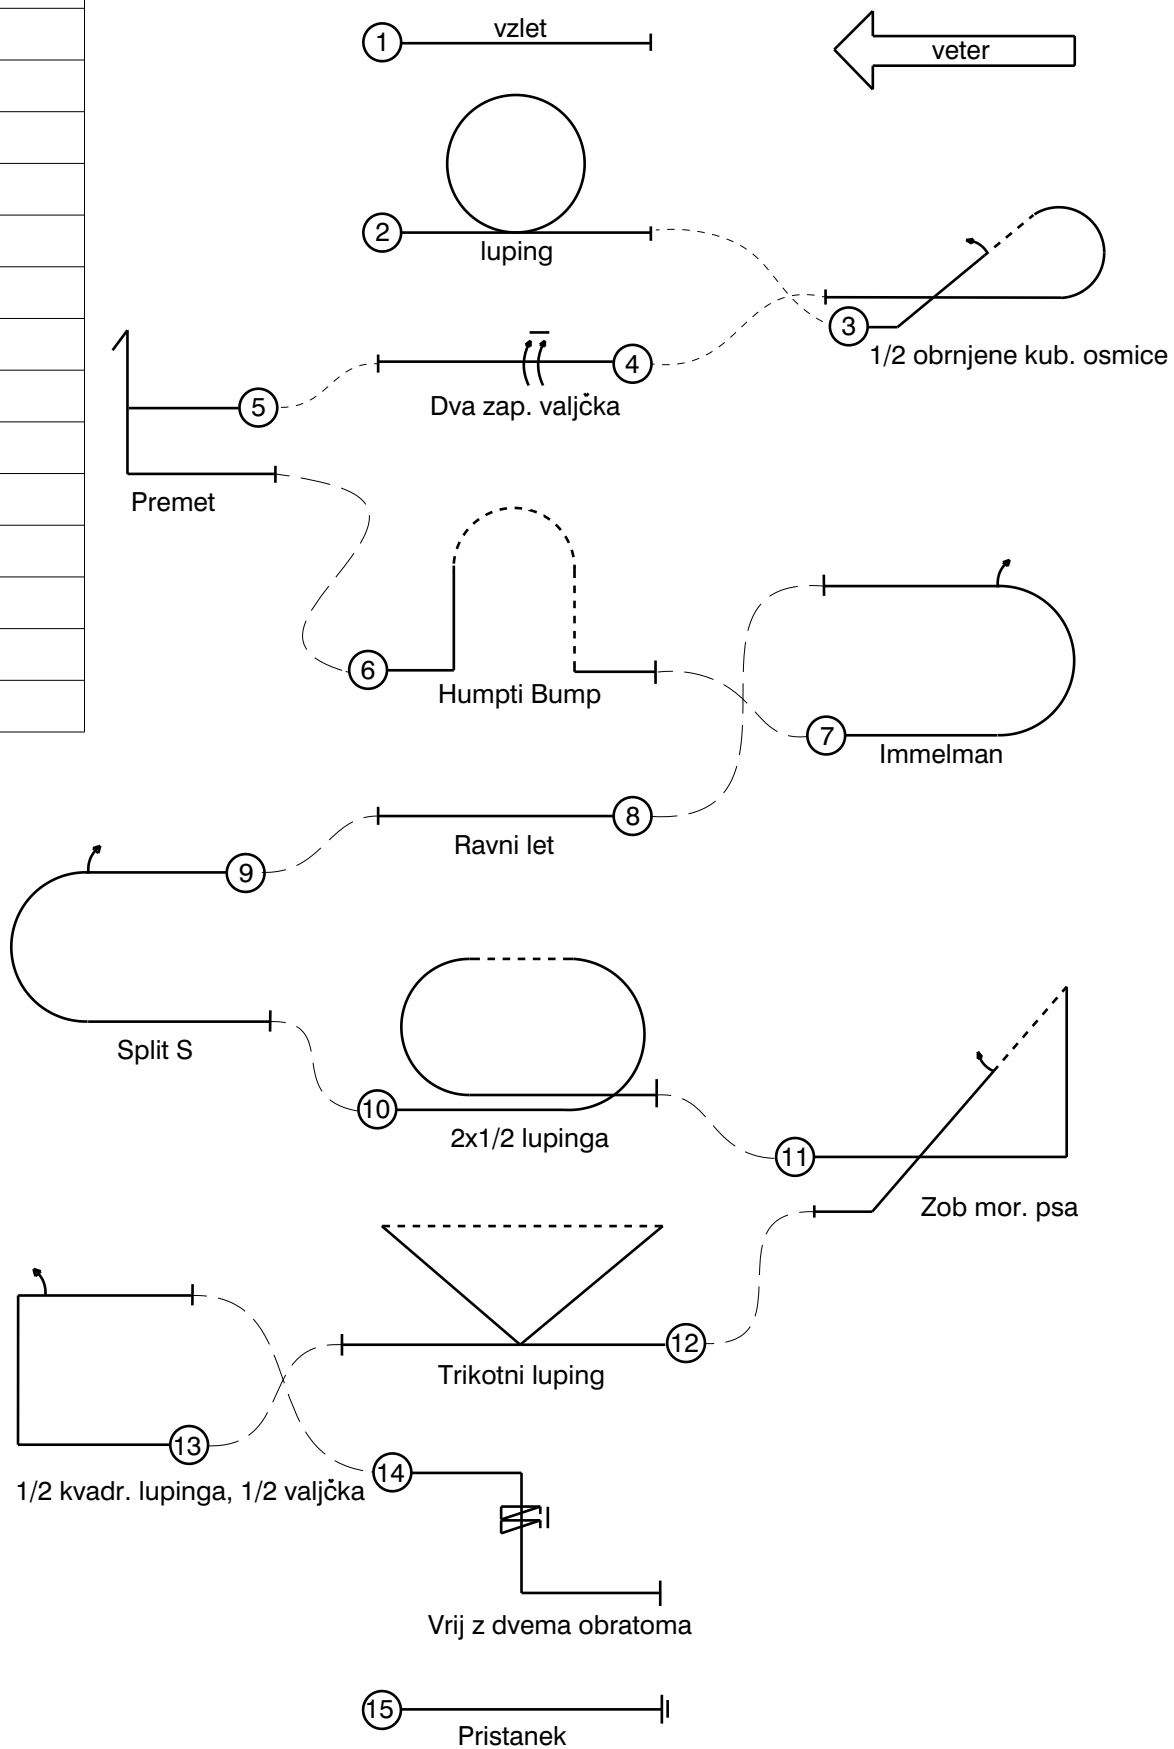 1
vzlet
veter
2
luping
3
1/2 obrnjene kub. osmice
4
Dva zap. valjčka
5
Premet
6
Humpti Bump
7
Immelman
8
Ravni let
9
Split S
10
2x1/2 lupinga
11
Zob mor. psa
12
Trikotni luping
13
1/2 kvadr. lupinga, 1/2 valjčka
14
Vrij z dvema obratoma
15
Pristanek